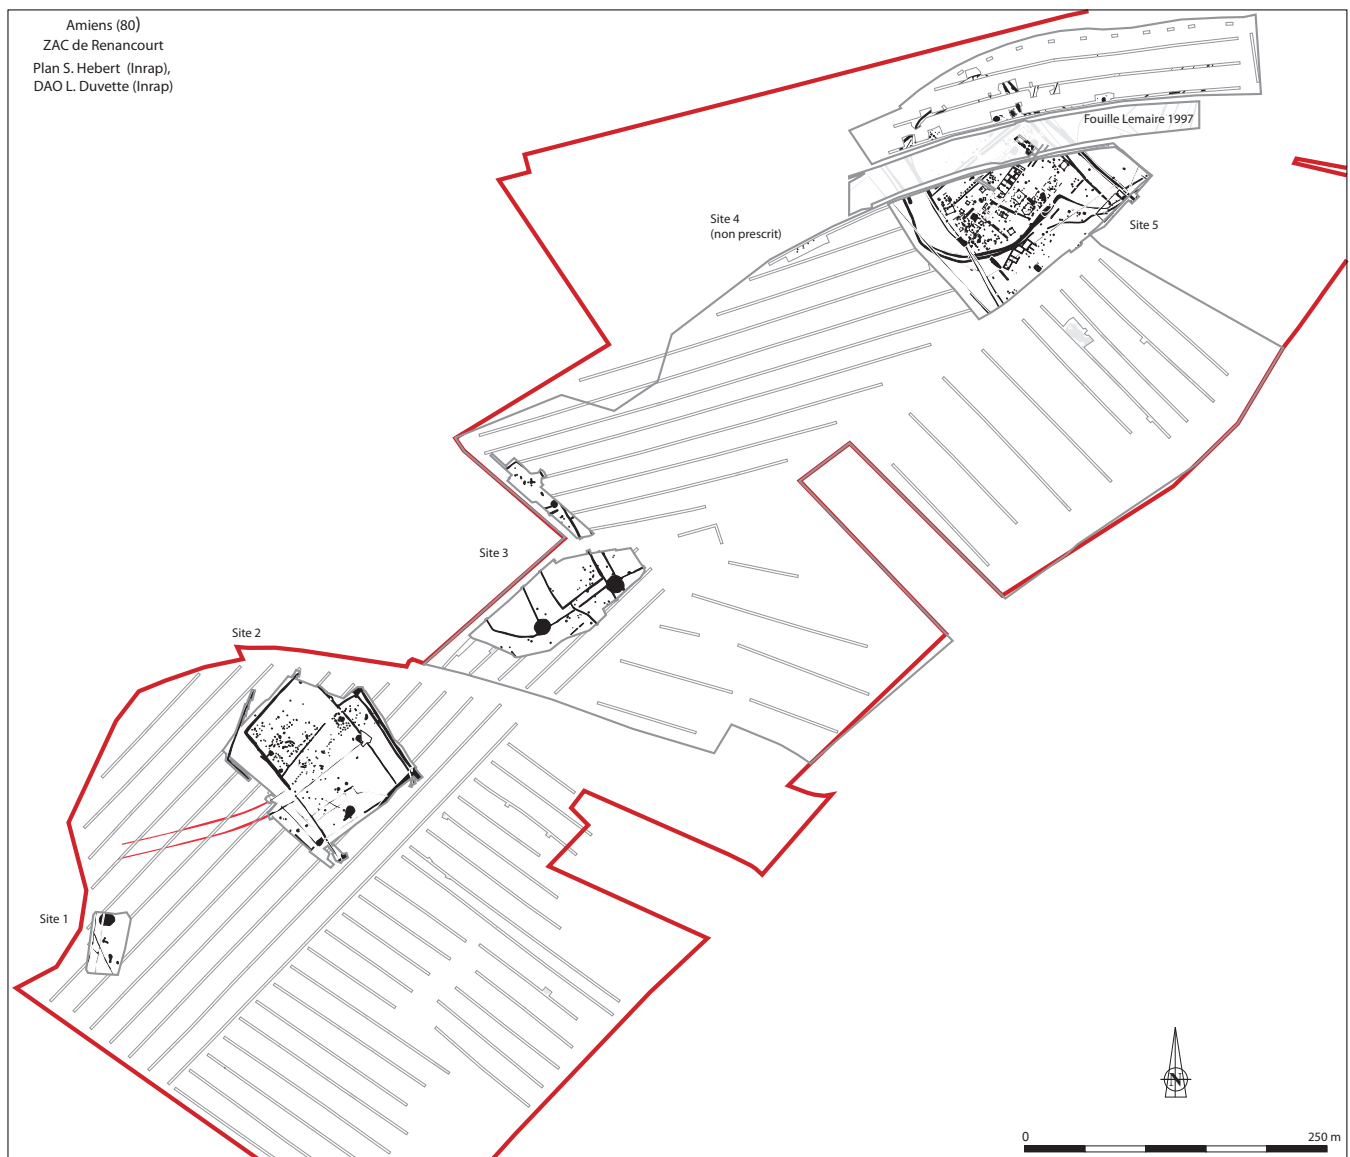 Amiens (80)
ZAC de Renancourt
Plan S. Hebert (Inrap),
DAO L. Duvette (Inrap)
Fouille Lemaire 1997
Site 4
(non prescrit)
Site 5
Site 3
Site 2
Site 1
N
0
250 m